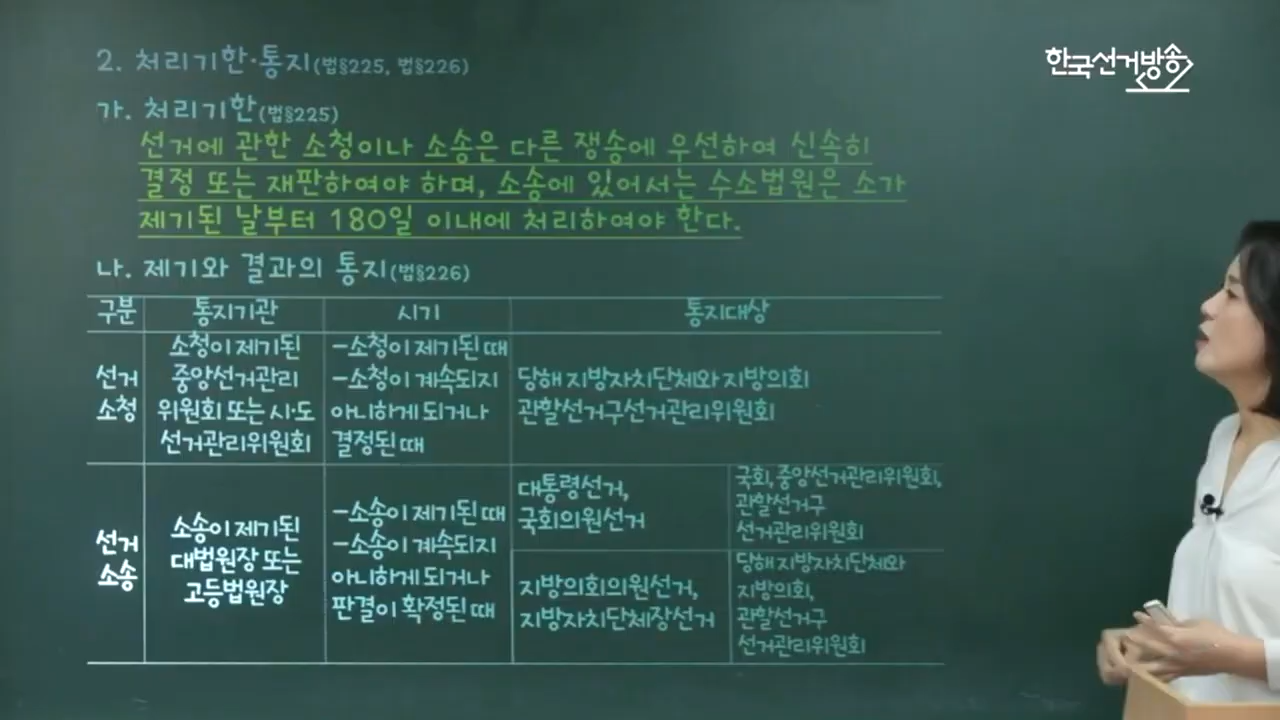 한국선거방송
2. 처리기한·통지(법§225, 법§226)
가. 처리기한(법§225)
선거에 관한 소청이나 소송은 다른 쟁송에 우선하여 신속히
결정 또는 재판하여야 하며, 소송에 있어서는 수소법원은 소가
제기된 날부터 180일 이내에 처리하여야 한다.
나. 제기와 결과의 통지(법§226)
구분 통지기관 시기 통지대상
선거
소청
소청이 제기된
중앙선거관리
위원회 또는 시·도
선거관리위원회
-소청이 제기된 때
-소청이 계속되지
아니하게 되거나
결정된 때
당해 지방자치단체와 지방의회
관할선거구선거관리위원회
선거
소송
소송이 제기된
대법원장 또는
고등법원장
-소송이 제기된 때
-소송이 계속되지
아니하게 되거나
판결이 확정된 때
대통령선거,
국회의원선거
국회, 중앙선거관리위원회,
관할선거구
선거관리위원회
지방의회의원선거,
지방자치단체장선거
당해 지방자치단체와
지방의회,
관할선거구
선거관리위원회